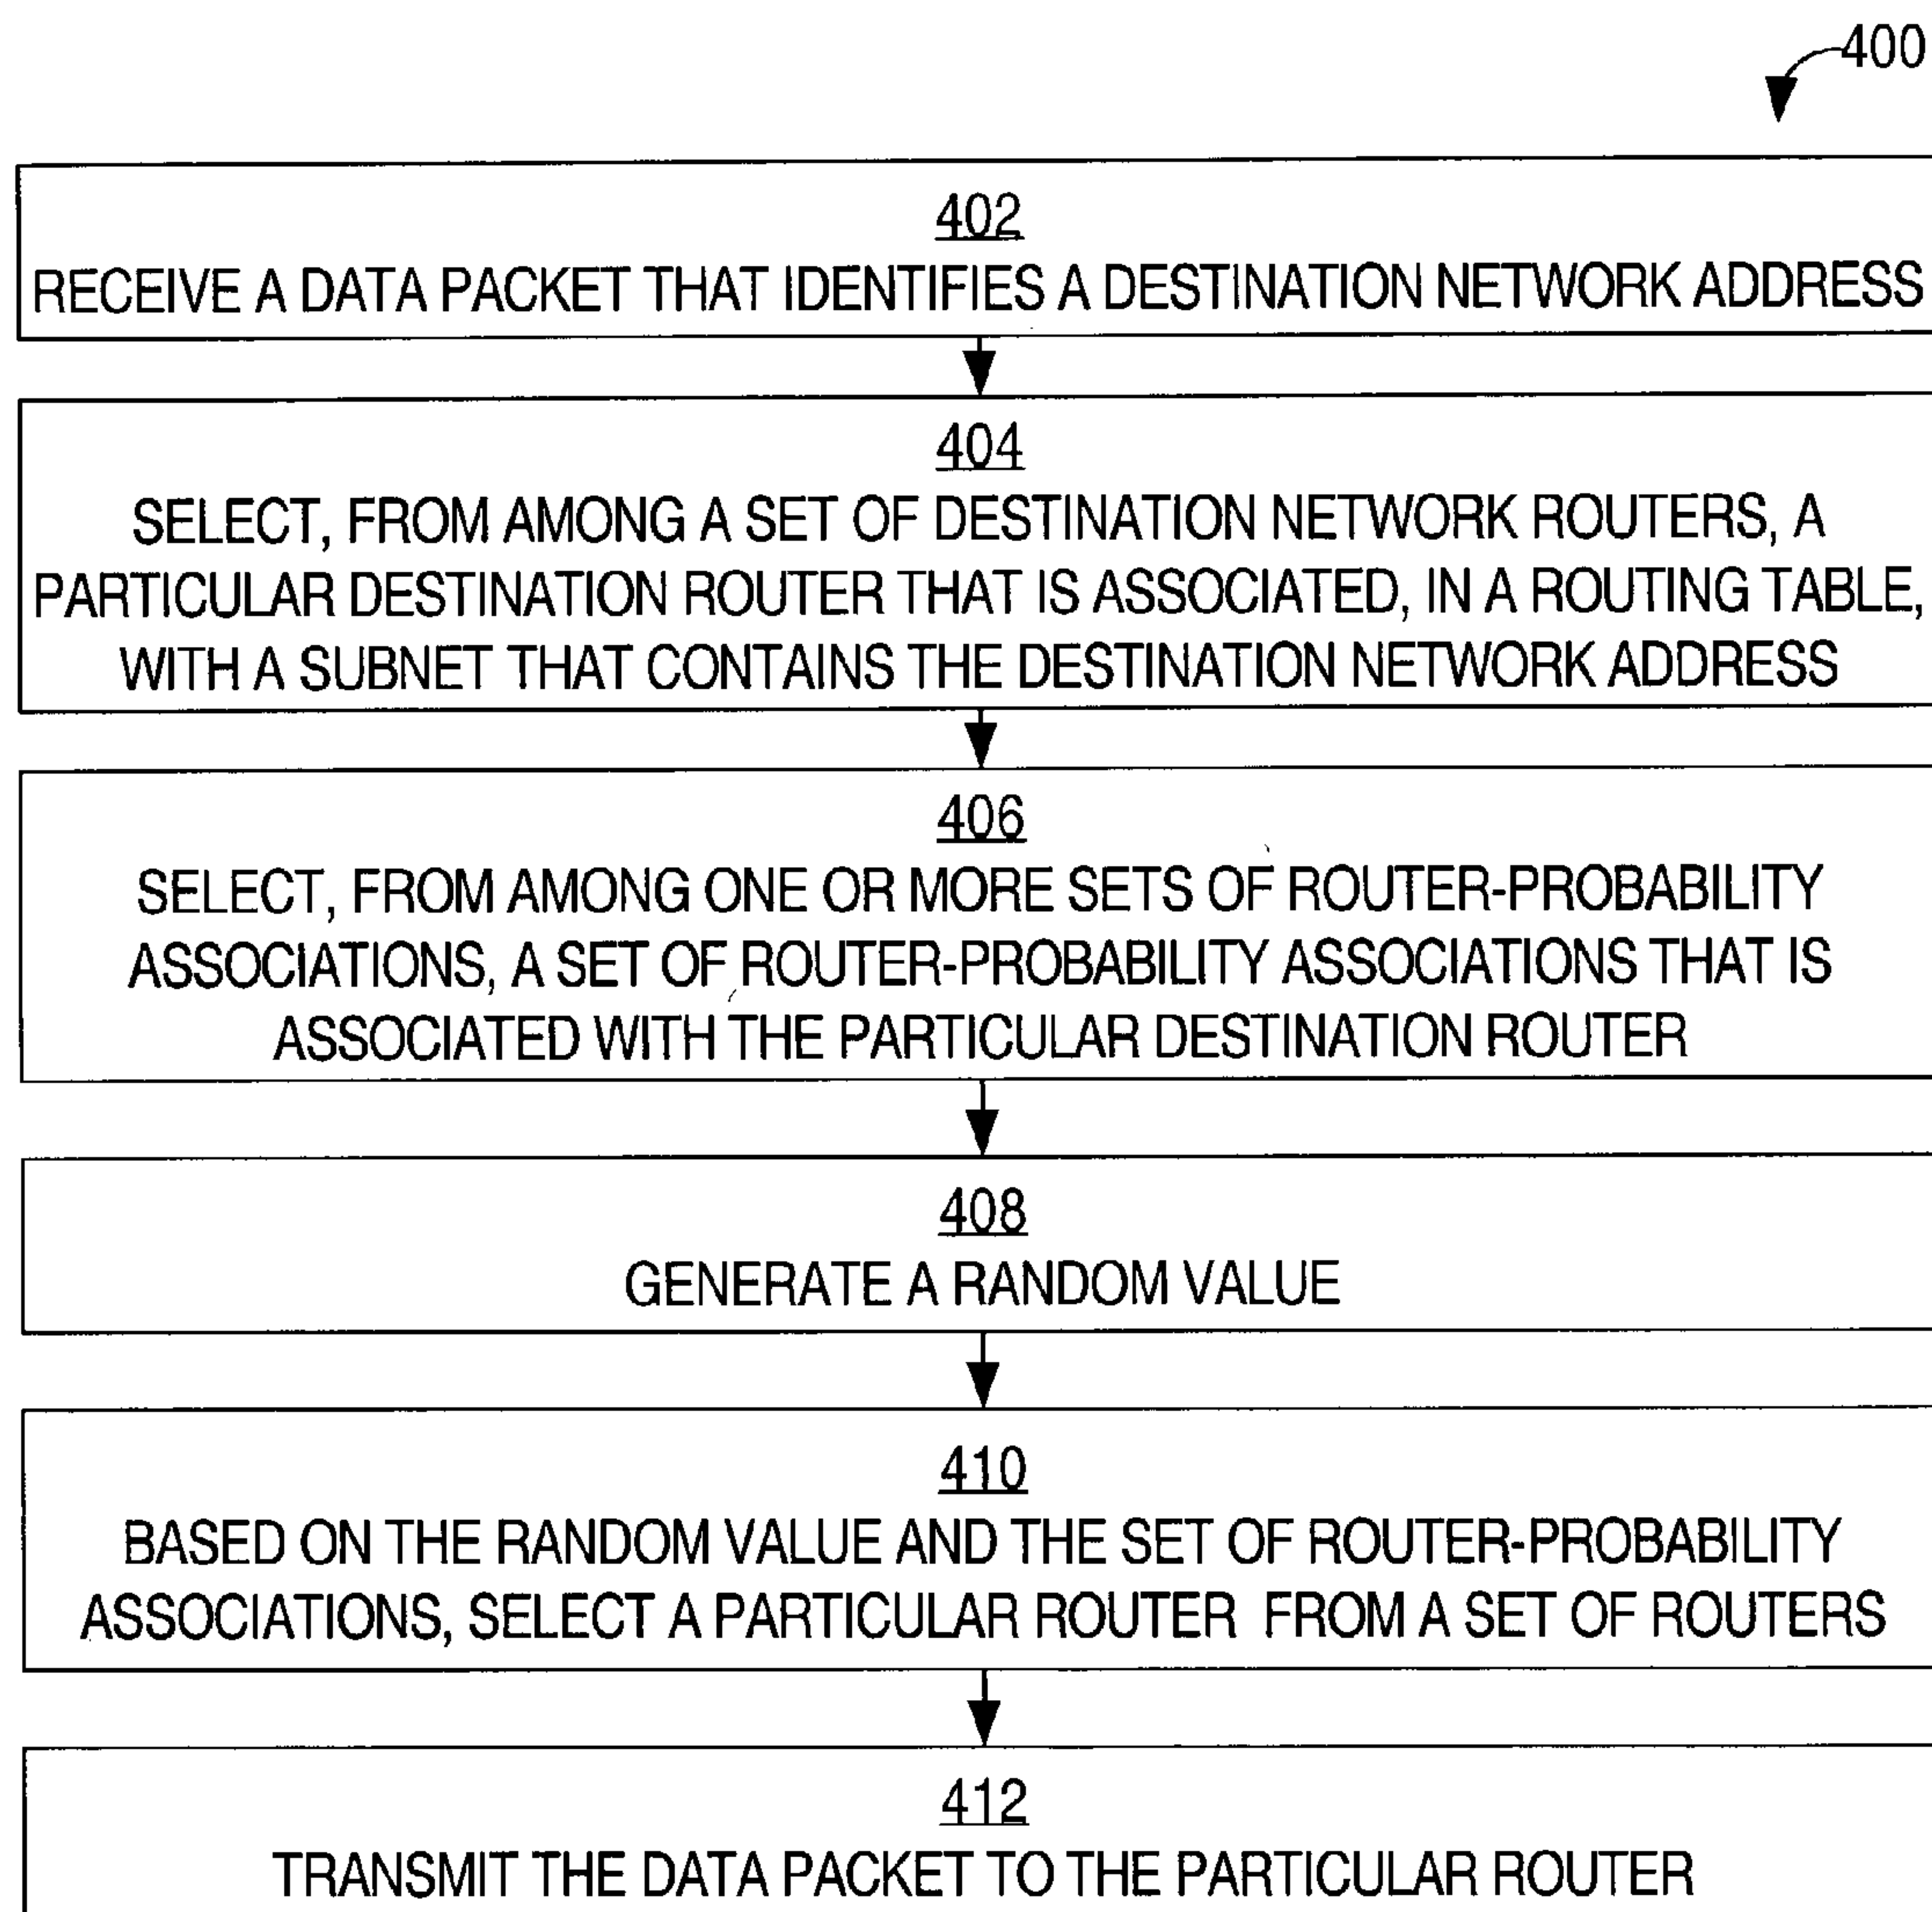 400
402
RECEIVE A DATA PACKET THAT IDENTIFIES A DESTINATION NETWORK ADDRESS
404
SELECT, FROM AMONG A SET OF DESTINATION NETWORK ROUTERS, A
PARTICULAR DESTINATION ROUTER THAT IS ASSOCIATED, IN A ROUTING TABLE,
WITH A SUBNET THAT CONTAINS THE DESTINATION NETWORK ADDRESS
406
SELECT, FROM AMONG ONE OR MORE SETS OF ROUTER-PROBABILITY
ASSOCIATIONS, A SET OF ROUTER-PROBABILITY ASSOCIATIONS THAT IS
ASSOCIATED WITH THE PARTICULAR DESTINATION ROUTER
408
GENERATE A RANDOM VALUE
410
BASED ON THE RANDOM VALUE AND THE SET OF ROUTER-PROBABILITY
ASSOCIATIONS, SELECT A PARTICULAR ROUTER FROM A SET OF ROUTERS
412
TRANSMIT THE DATA PACKET TO THE PARTICULAR ROUTER